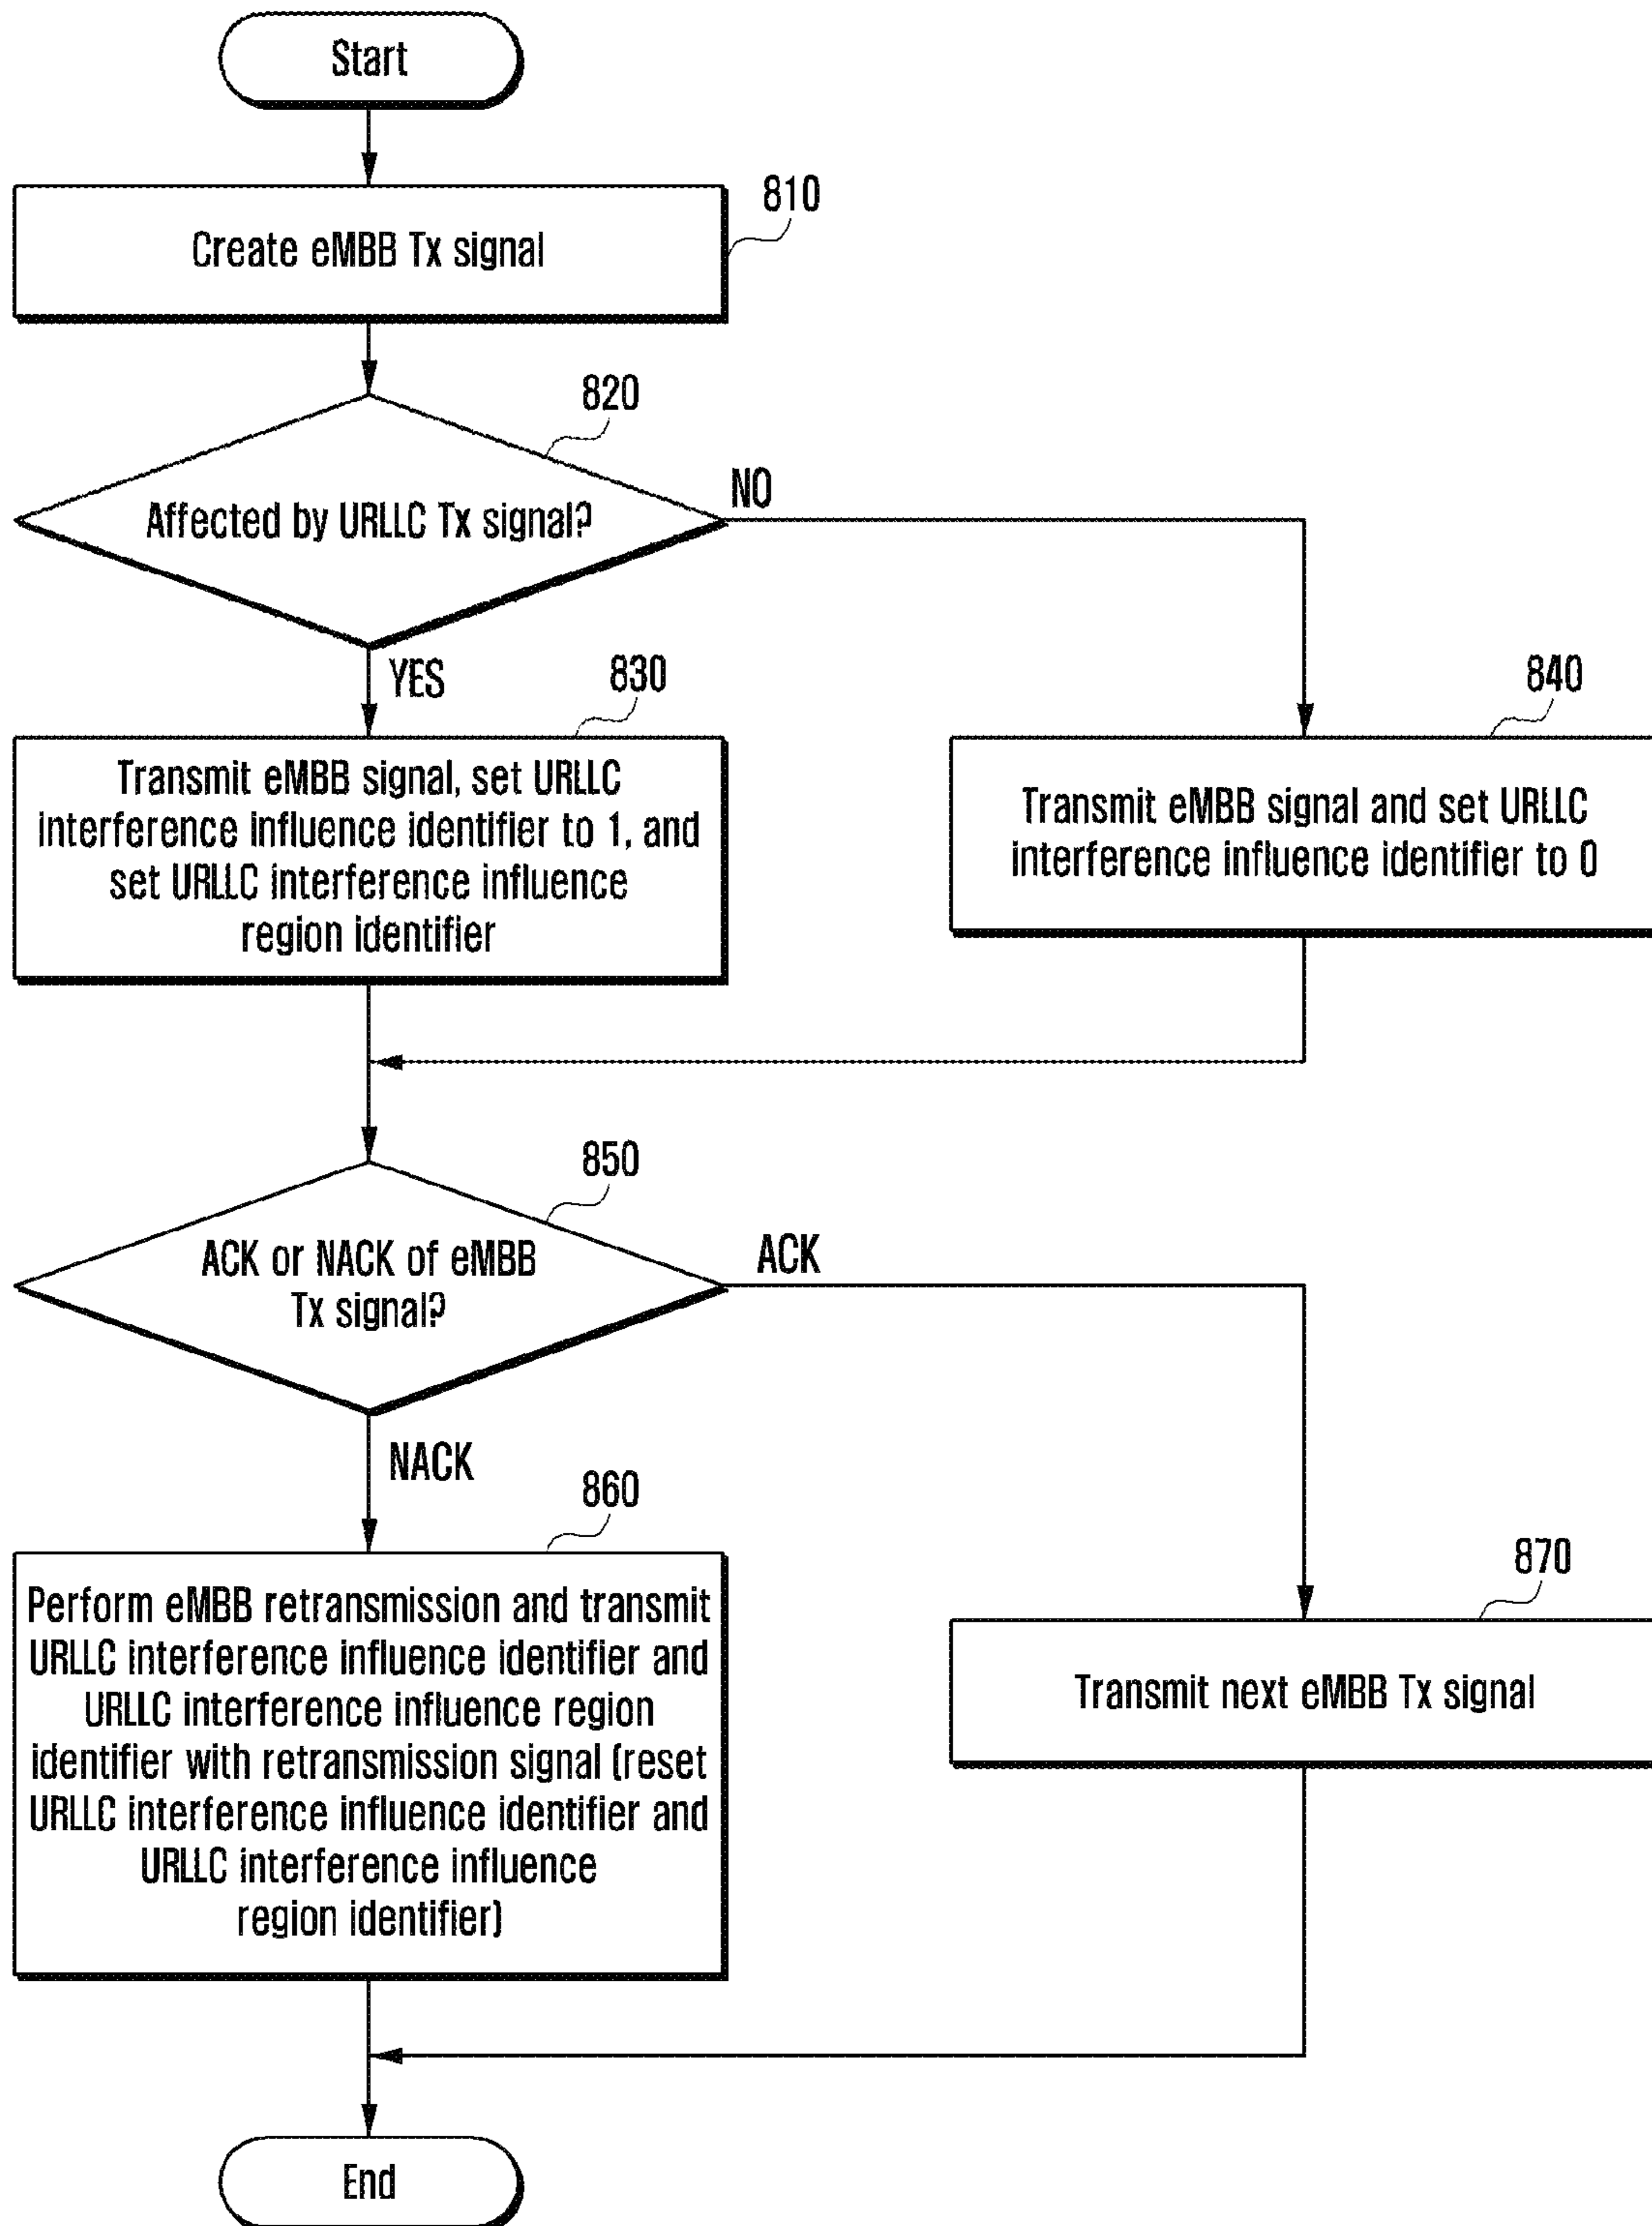 Start
810
Create eMBB Tx signal
820
Affected by URLLC Tx signal?
NO
YES
830
Transmit eMBB signal, set URLLC
interference influence identifier to 1, and
set URLLC interference influence
region identifier
840
Transmit eMBB signal and set URLLC
interference influence identifier to 0
850
ACK or NACK of eMBB
Tx signal?
ACK
NACK
860
Perform eMBB retransmission and transmit
URLLC interference influence identifier and
URLLC interference influence region
identifier with retransmission signal (reset
URLLC interference influence identifier and
URLLC interference influence
region identifier)
870
Transmit next eMBB Tx signal
End